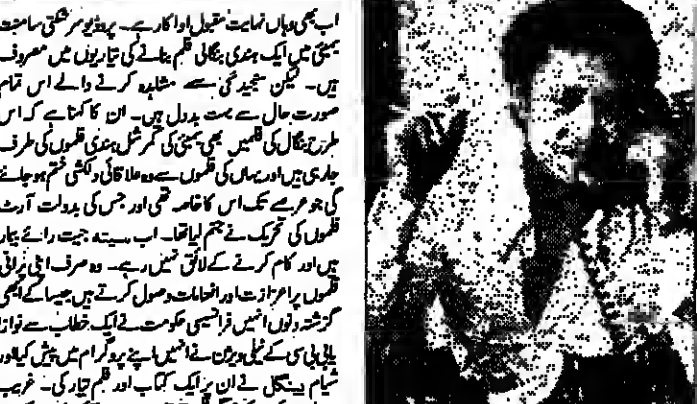 اب بھی وہاں نہایت مقبول اداکار ہے۔ پروڈیوسر شکتی سامنت
بمبئی میں ایک ہندی بنگالی فلم بنانے کی تیاریوں میں مصروف
ہیں۔ لیکن سنجیدگی سے مشاہدہ کرنے والے اس تمام
صورت حال سے بہت بددل ہیں۔ ان کا کہنا ہے کہ اس
طرح بنگال کی فلمیں بھی بمبئی کی کمرشل ہندی فلموں کی طرف
جا رہی ہیں اور یہاں کی فلموں سے وہ علاقائی دلکشی ختم ہو جائے
گی جو عرصے تک اس کا خاصہ تھی اور جس کی بدولت آرٹ
فلموں کی تحریک نے جنم لیا تھا۔ اب ستیہ جیت رائے بیمار
ہیں اور کام کرنے کے لائق نہیں رہے۔ وہ صرف اپنی پرانی
فلموں پر اعزازت اور انعامات وصول کرتے ہیں جیسا کے ابھی
گزشتہ دنوں انہیں فرانسیسی حکومت نے ایک خطاب سے نوازا
یا بی بی سی کے ٹیلی ویژن نے انہیں اپنے پروگرام میں پیش کیا اور
شیام بینگل نے ان پر ایک کتاب اور فلم تیار کی۔ غریب